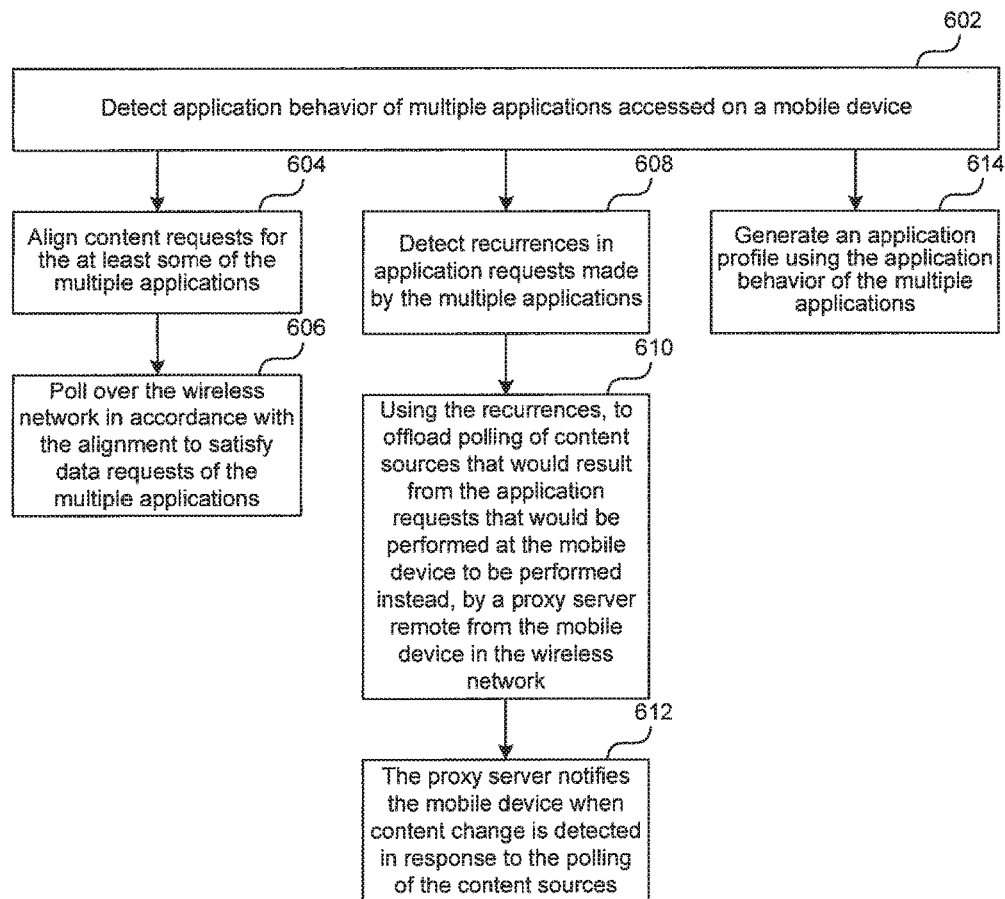 602
Detect application behavior of multiple applications accessed on a mobile device
604
Align content requests for
the at least some of the
multiple applications
606
Poll over the wireless
network in accordance with
the alignment to satisfy
data requests of the
multiple applications
608
Detect recurrences in
application requests made
by the multiple applications
610
Using the recurrences, to
offload polling of content
sources that would result
from the application
requests that would be
performed at the mobile
device to be performed
instead, by a proxy server
remote from the mobile
device in the wireless
network
612
The proxy server notifies
the mobile device when
content change is detected
in response to the polling
of the content sources
614
Generate an application
profile using the application
behavior of the multiple
applications